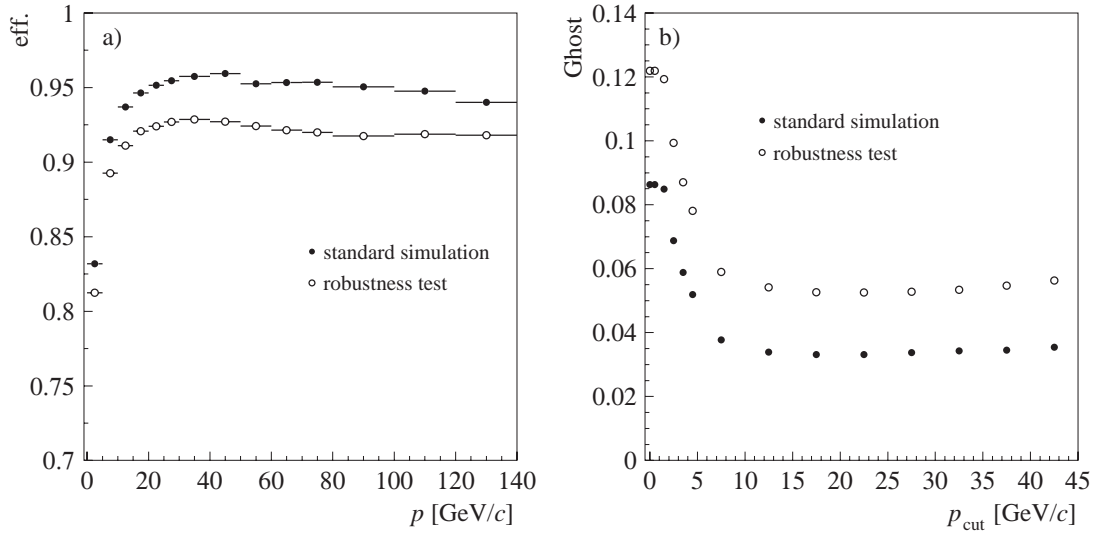 a)
eff.
1
0.95
0.9
0.85
0.8
0.75
0.7
standard simulation
robustness test
0 20 40 60 80 100 120 140
p [GeV/c]
b)
Ghost
0.14
0.12
0.1
0.08
0.06
0.04
0.02
0
standard simulation
robustness test
0 5 10 15 20 25 30 35 40 45
p_cut [GeV/c]